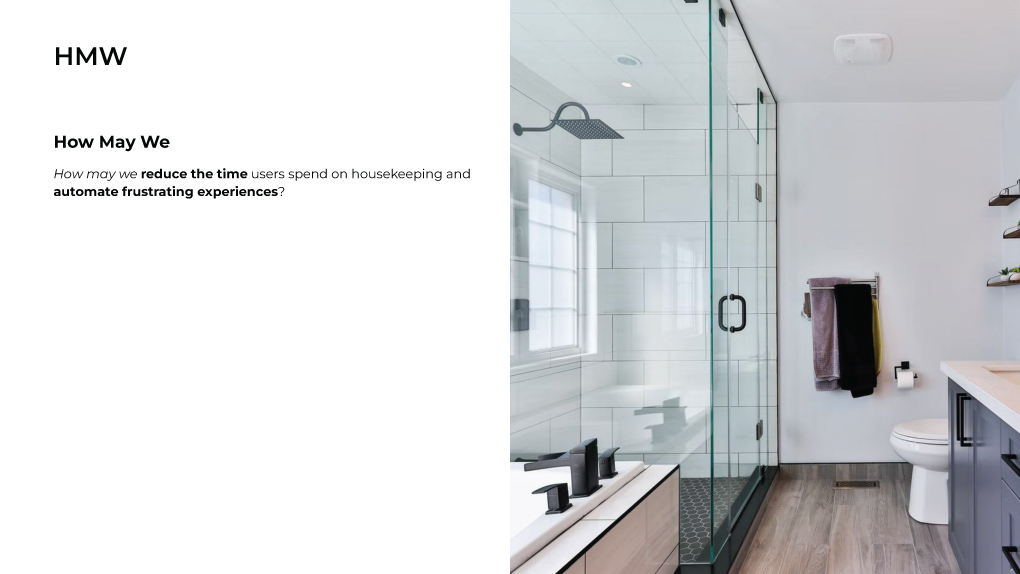 HMW
How May We
How may we reduce the time users spend on housekeeping and
automate frustrating experiences?